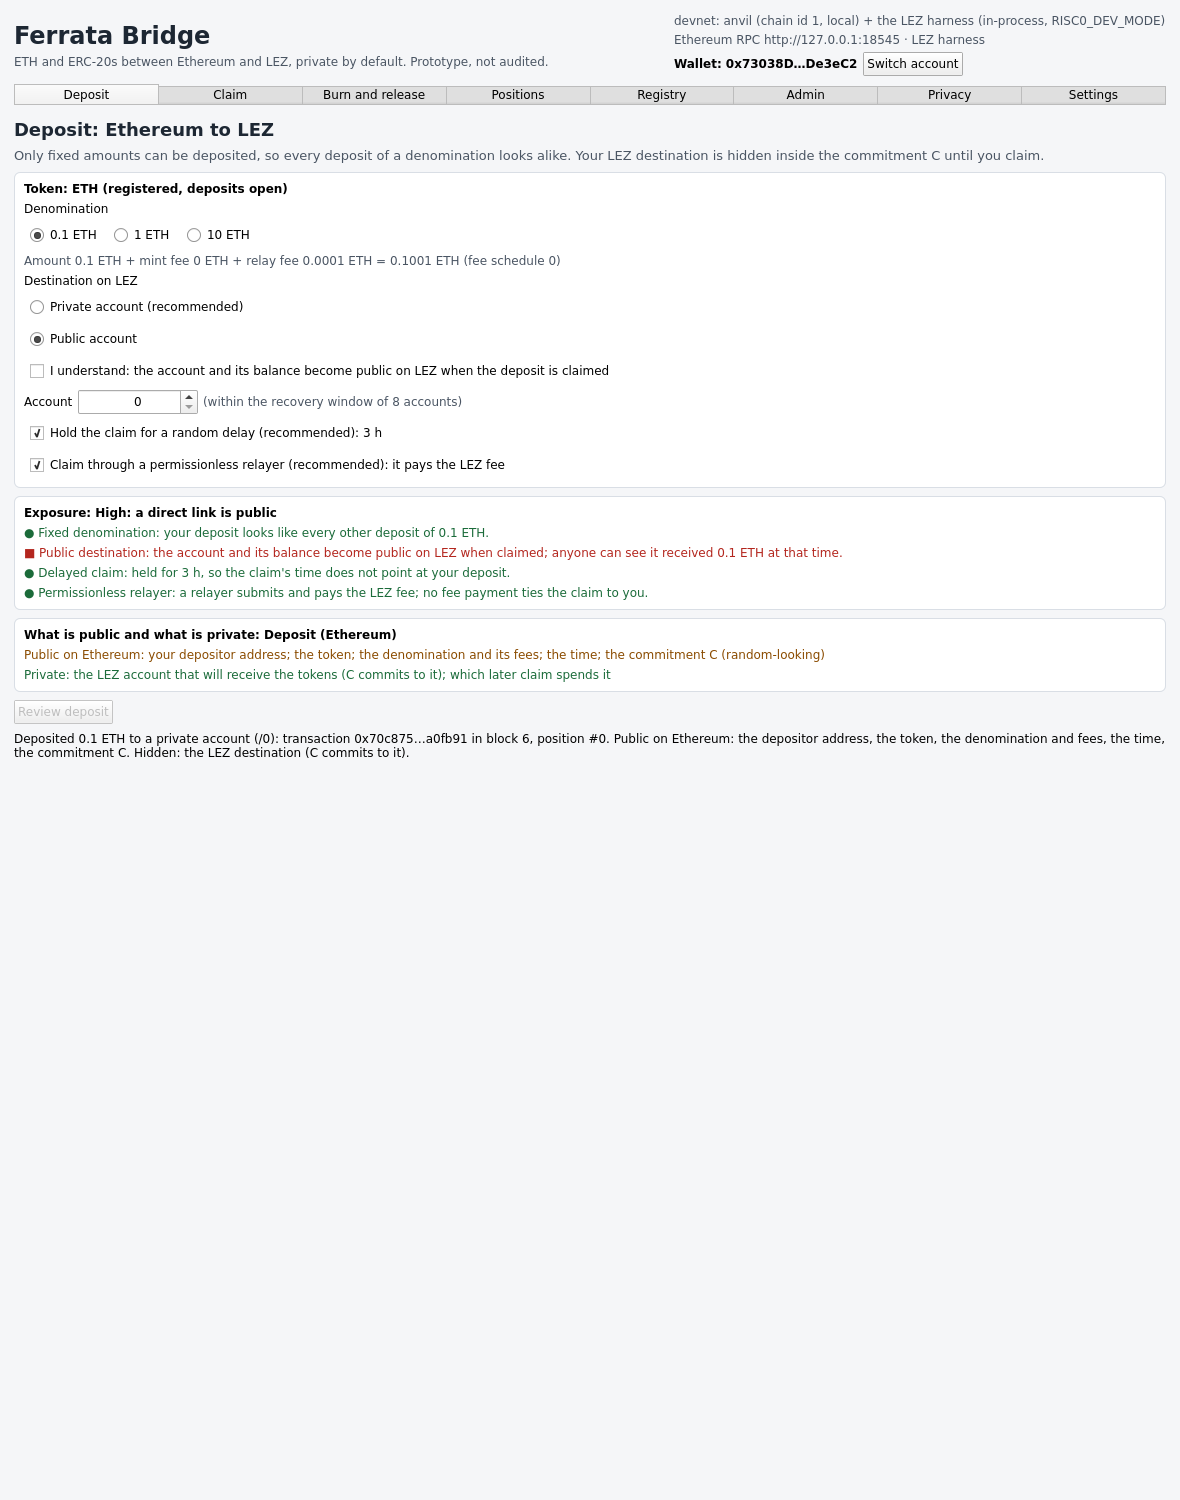 Ferrata Bridge
ETH and ERC-20s between Ethereum and LEZ, private by default. Prototype, not audited.
devnet: anvil (chain id 1, local) + the LEZ harness (in-process, RISC0_DEV_MODE)
Ethereum RPC http://127.0.0.1:18545 · LEZ harness
Wallet: 0x73038D…De3eC2 Switch account
Deposit Claim Burn and release Positions Registry Admin Privacy Settings
Deposit: Ethereum to LEZ
Only fixed amounts can be deposited, so every deposit of a denomination looks alike. Your LEZ destination is hidden inside the commitment C until you claim.
Token: ETH (registered, deposits open)
Denomination
0.1 ETH 1 ETH 10 ETH
Amount 0.1 ETH + mint fee 0 ETH + relay fee 0.0001 ETH = 0.1001 ETH (fee schedule 0)
Destination on LEZ
Private account (recommended)
Public account
I understand: the account and its balance become public on LEZ when the deposit is claimed
Account 0 (within the recovery window of 8 accounts)
Hold the claim for a random delay (recommended): 3 h
Claim through a permissionless relayer (recommended): it pays the LEZ fee
Exposure: High: a direct link is public
● Fixed denomination: your deposit looks like every other deposit of 0.1 ETH.
■ Public destination: the account and its balance become public on LEZ when claimed; anyone can see it received 0.1 ETH at that time.
● Delayed claim: held for 3 h, so the claim's time does not point at your deposit.
● Permissionless relayer: a relayer submits and pays the LEZ fee; no fee payment ties the claim to you.
What is public and what is private: Deposit (Ethereum)
Public on Ethereum: your depositor address; the token; the denomination and its fees; the time; the commitment C (random-looking)
Private: the LEZ account that will receive the tokens (C commits to it); which later claim spends it
Review deposit
Deposited 0.1 ETH to a private account (/0): transaction 0x70c875…a0fb91 in block 6, position #0. Public on Ethereum: the depositor address, the token, the denomination and fees, the time,
the commitment C. Hidden: the LEZ destination (C commits to it).